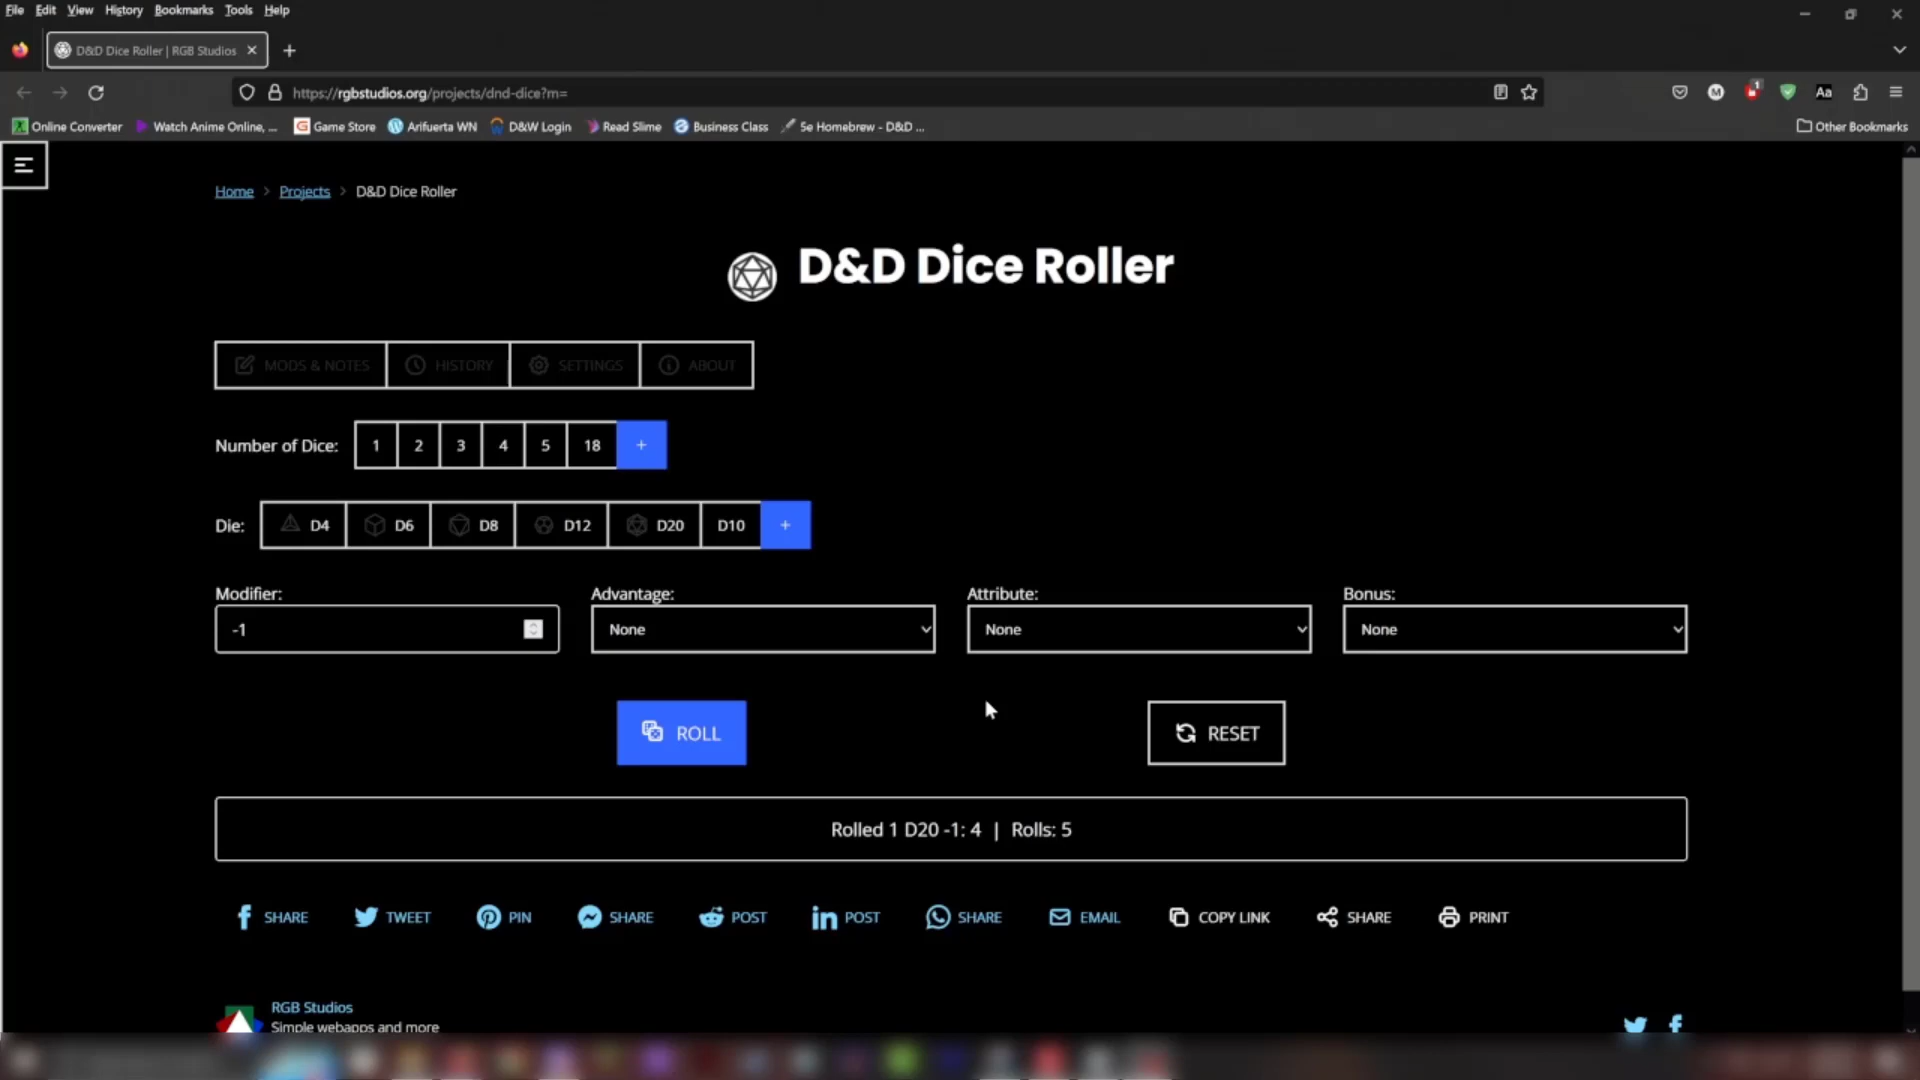 File Edit View History Bookmarks Tools Help
D&D Dice Roller | RGB Studios
https://rgbstudios.org/projects/dnd-dice?m=
1
M
Aa
Online Converter Watch Anime Online, ... Game Store Arifuerta WN D&W Login Read Slime Business Class 5e Homebrew - D&D ... Other Bookmarks
Home > Projects > D&D Dice Roller
D&D Dice Roller
MODS & NOTES HISTORY SETTINGS ABOUT
Number of Dice: 1 2 3 4 5 18 +
Die: D4 D6 D8 D12 D20 D10 +
Modifier: Advantage: Attribute: Bonus:
-1 None None None
ROLL RESET
Rolled 1 D20 -1: 4 | Rolls: 5
SHARE TWEET PIN SHARE POST POST SHARE EMAIL COPY LINK SHARE PRINT
RGB Studios
Simple webapps and more